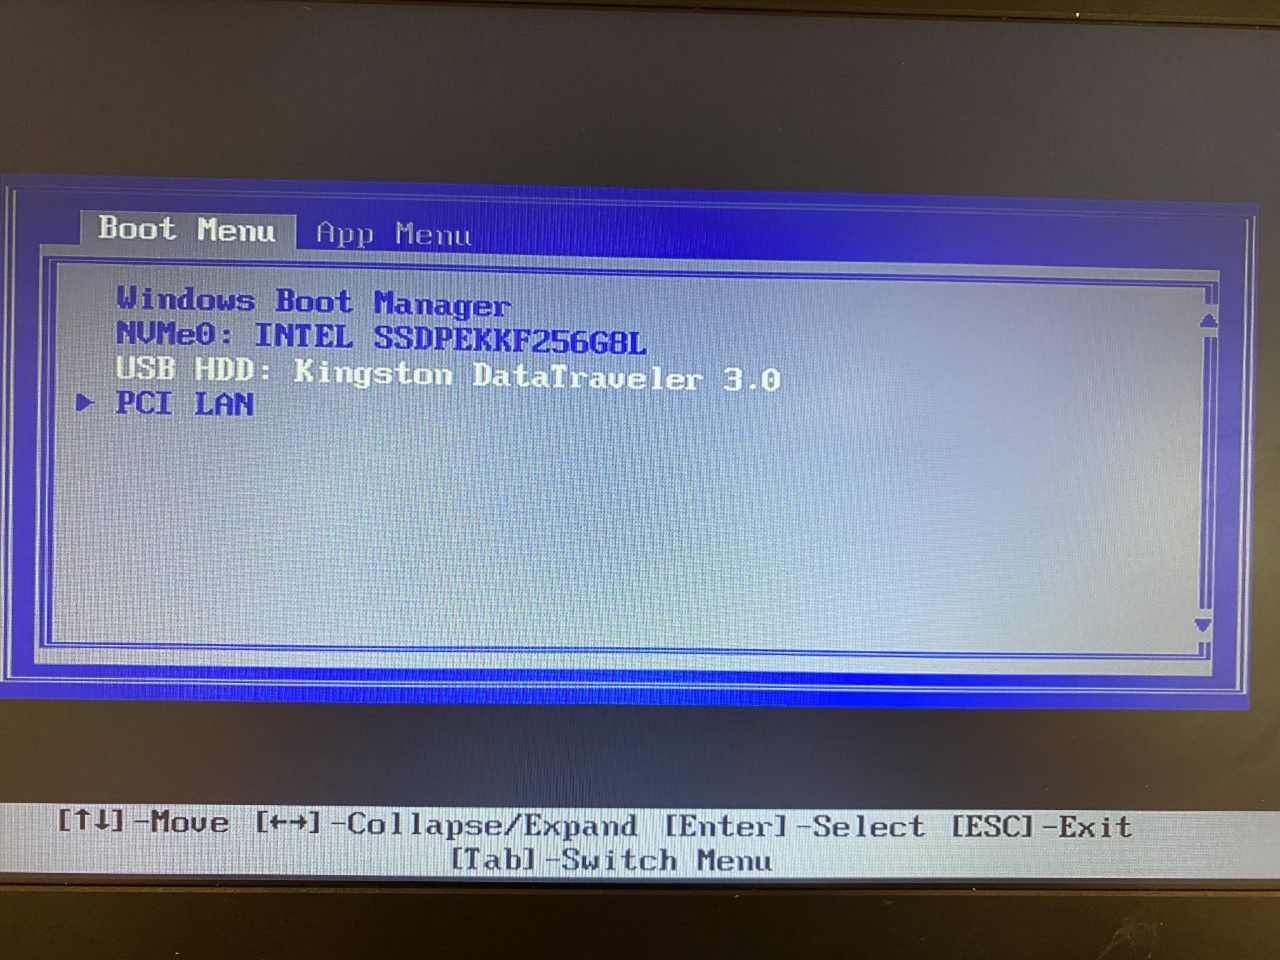 Boot Menu App Menu
Windows Boot Manager
NVMe0: INTEL SSDPEKKF256G8L
USB HDD: Kingston DataTraveler 3.0
PCI LAN
[↑↓]-Move [←→]-Collapse/Expand [Enter]-Select [ESC]-Exit
[Tab]-Switch Menu